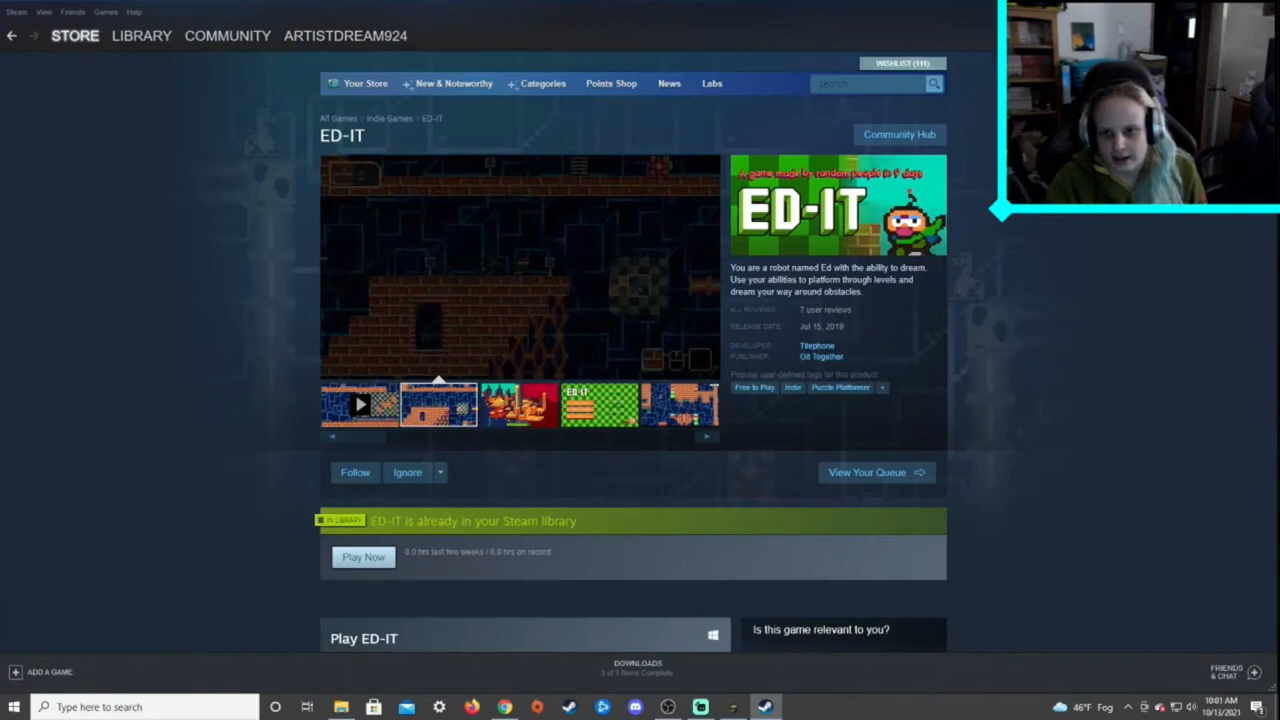 Steam View Friends Games Help
STORE LIBRARY COMMUNITY ARTISTDREAM924
WISHLIST (111)
Your Store New & Noteworthy Categories Points Shop News Labs search
All Games > Indie Games > ED-IT
ED-IT
Community Hub
A game made by random people in 9 days
ED-IT
You are a robot named Ed with the ability to dream.
Use your abilities to platform through levels and
dream your way around obstacles.
ALL REVIEWS: 7 user reviews
RELEASE DATE: Jul 15, 2019
DEVELOPER: Tilephone
PUBLISHER: Git Together
Popular user-defined tags for this product:
Free to Play Indie Puzzle Platformer +
ED-IT
Follow Ignore View Your Queue
IN LIBRARY ED-IT is already in your Steam library
Play Now 0.0 hrs last two weeks / 0.0 hrs on record
Play ED-IT
Is this game relevant to you?
ADD A GAME
DOWNLOADS
3 of 3 Items Complete
FRIENDS
& CHAT
Type here to search
46°F Fog
10:01 AM
10/13/2021